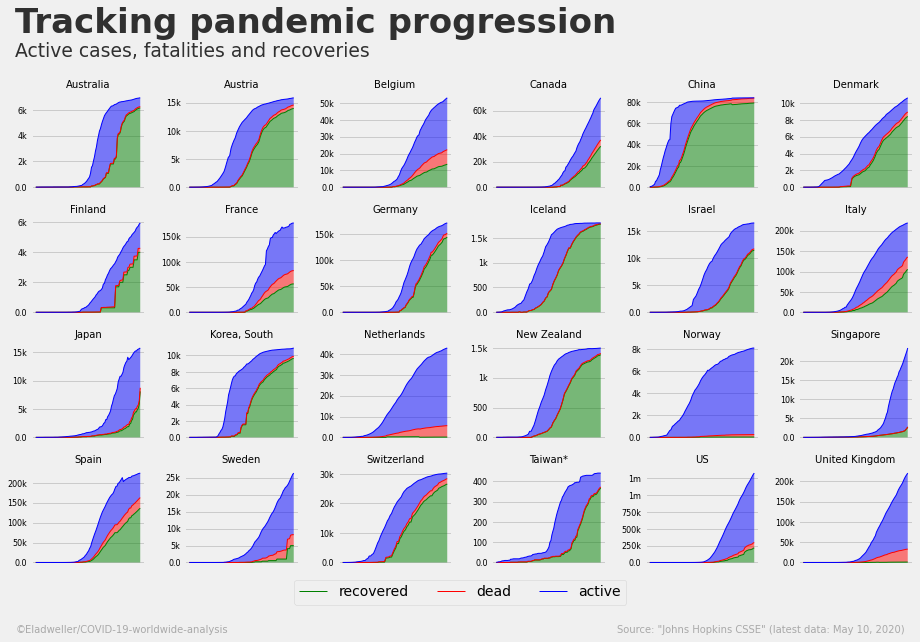 Tracking pandemic progression
Active cases, fatalities and recoveries
Australia Austria Belgium Canada China Denmark
6k 4k 2k 0.0
15k 10k 5k 0.0
50k 40k 30k 20k 10k 0.0
60k 40k 20k 0.0
80k 60k 40k 20k 0.0
10k 8k 6k 4k 2k 0.0
Finland France Germany Iceland Israel Italy
6k 4k 2k 0.0
150k 100k 50k 0.0
150k 100k 50k 0.0
1.5k 1k 500 0.0
15k 10k 5k 0.0
200k 150k 100k 50k 0.0
Japan Korea, South Netherlands New Zealand Norway Singapore
15k 10k 5k 0.0
10k 8k 6k 4k 2k 0.0
40k 30k 20k 10k 0.0
1.5k 1k 500 0.0
8k 6k 4k 2k 0.0
20k 15k 10k 5k 0.0
Spain Sweden Switzerland Taiwan* US United Kingdom
200k 150k 100k 50k 0.0
25k 20k 15k 10k 5k 0.0
30k 20k 10k 0.0
400 300 200 100 0.0
1m 1m 750k 500k 250k 0.0
200k 150k 100k 50k 0.0
recovered dead active
©Eladweller/COVID-19-worldwide-analysis
Source: "Johns Hopkins CSSE" (latest data: May 10, 2020)